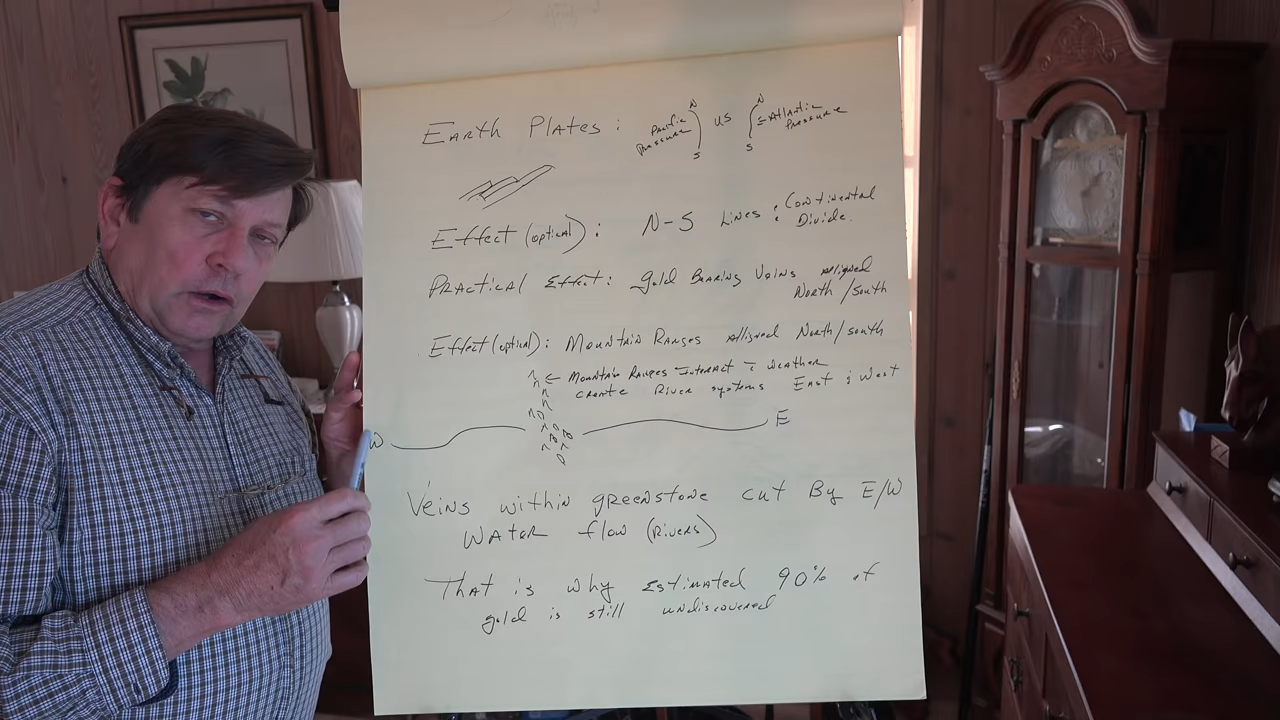 Earth Plates:
Pacific Pressure
N
S
US
N
S
Atlantic Pressure
Effect (optical): N-S Lines: Continental Divide
Practical Effect: Gold Bearing Veins aligned North/South
Effect (optical): Mountain Ranges Alligned North/South
Mountain Ranges Interact weather
create River systems East West
W
E
Veins within greenstone cut By E/W
Water flow (Rivers)
That is why Estimated 90% of
gold is still undiscovered